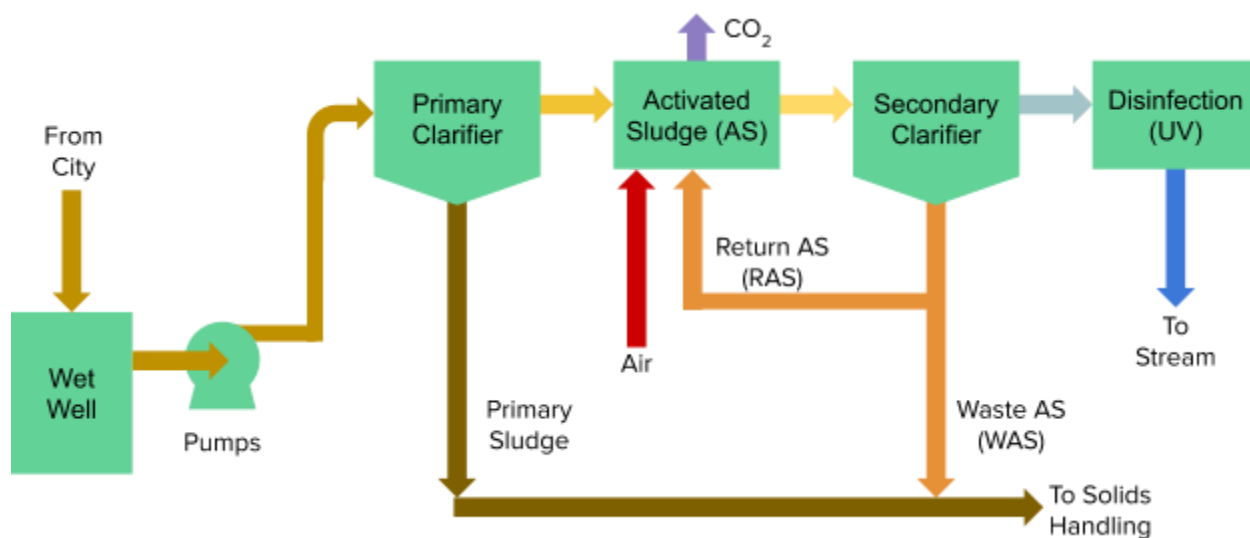 From
City
Wet
Well
Pumps
Primary
Clarifier
Primary
Sludge
CO₂
Activated
Sludge (AS)
Air
Return AS
(RAS)
Secondary
Clarifier
Waste AS
(WAS)
Disinfection
(UV)
To
Stream
To Solids
Handling